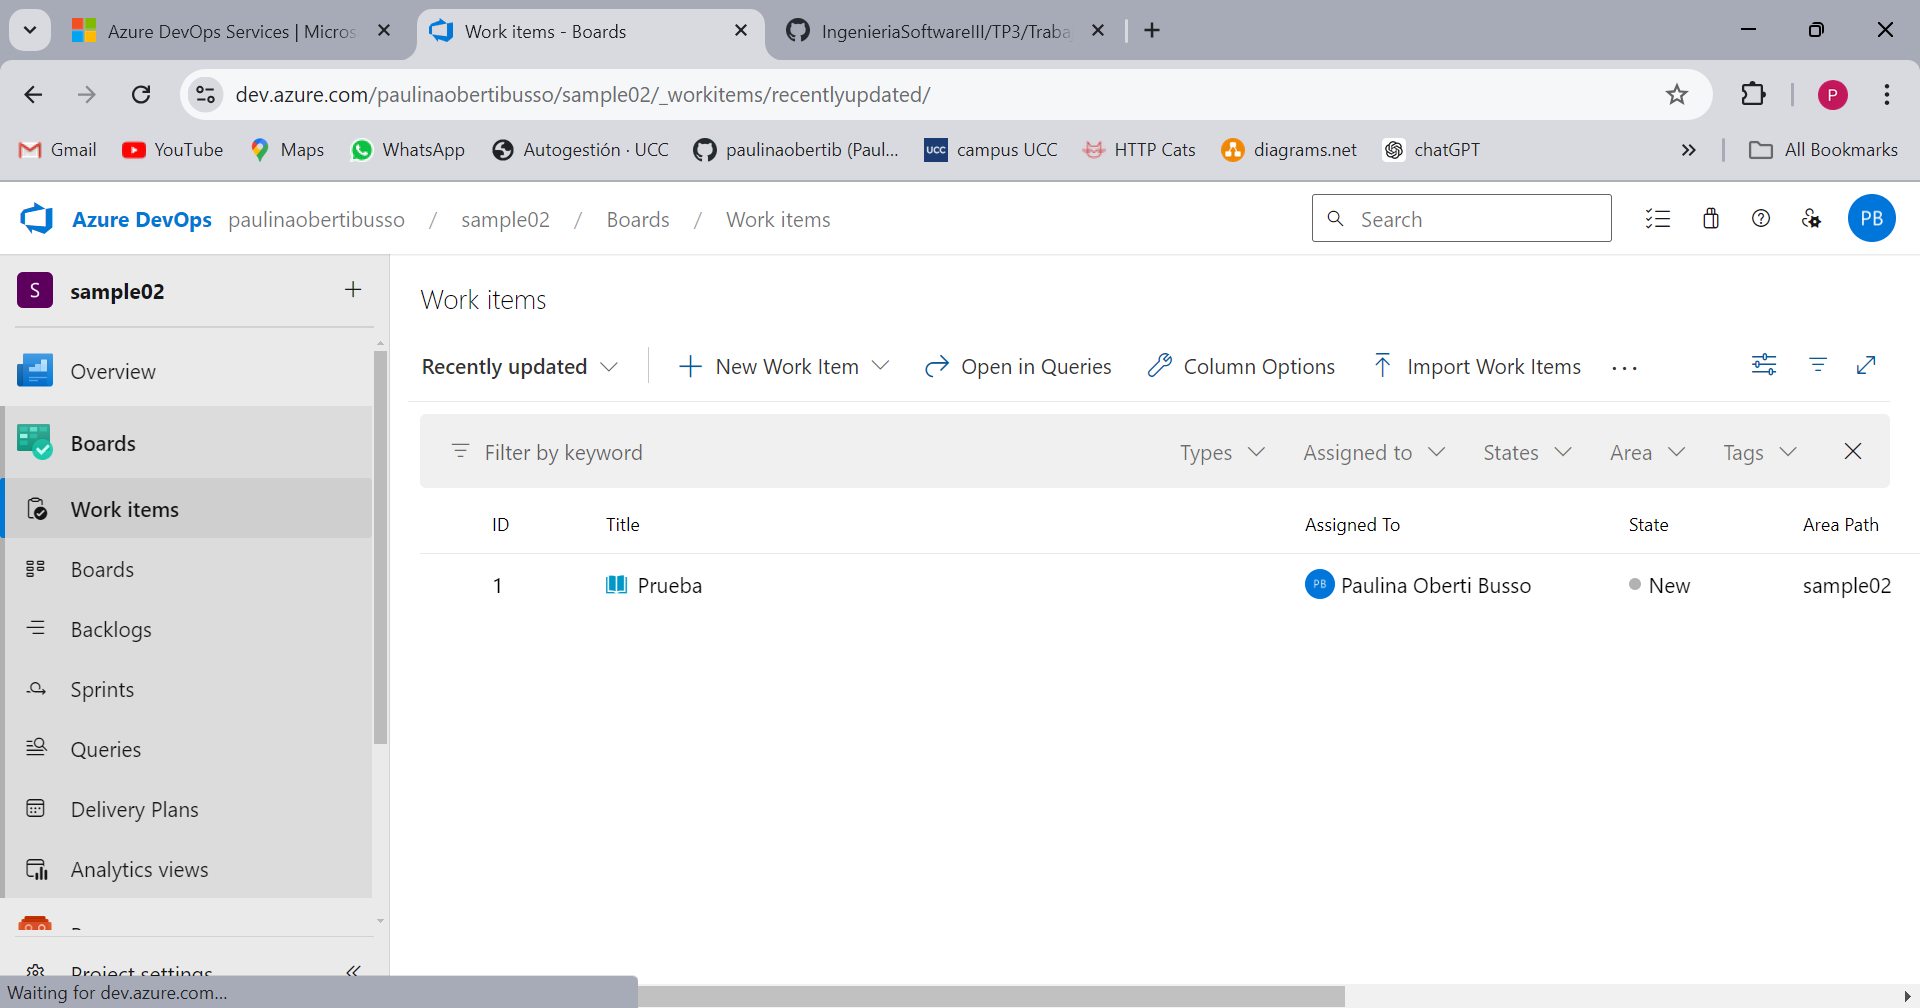 Azure DevOps Services | Micros
Work items - Boards
IngenieriaSoftwareIII/TP3/Traba
dev.azure.com/paulinaobertibusso/sample02/_workitems/recentlyupdated/
P
Gmail
YouTube
Maps
WhatsApp
Autogestión · UCC
paulinaobertib (Paul...
UCC
campus UCC
HTTP Cats
diagrams.net
chatGPT
All Bookmarks
Azure DevOps paulinaobertibusso / sample02 / Boards / Work items
Search
PB
S sample02
Overview
Boards
Work items
Boards
Backlogs
Sprints
Queries
Delivery Plans
Analytics views
Project settings
Waiting for dev.azure.com...
Work items
Recently updated
New Work Item
Open in Queries
Column Options
Import Work Items
...
Filter by keyword
Types
Assigned to
States
Area
Tags
ID Title Assigned To State Area Path
1 Prueba PB Paulina Oberti Busso New sample02